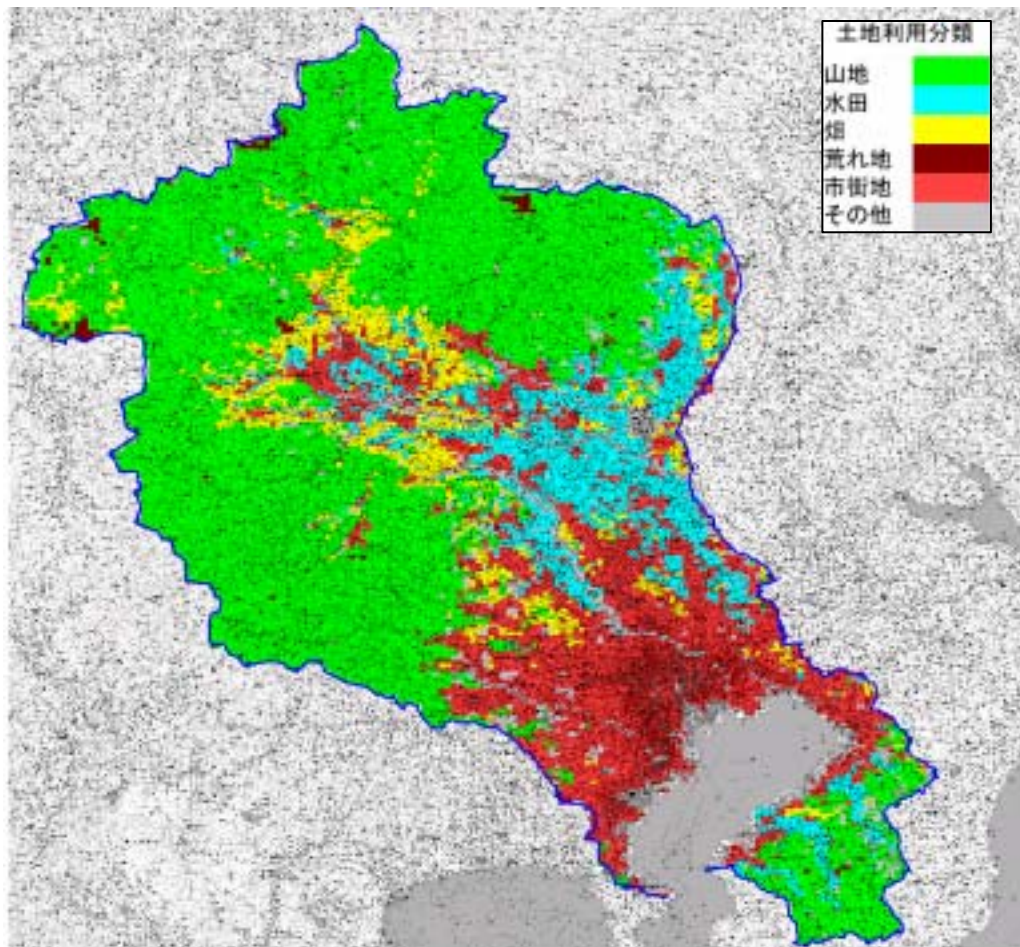 土地利用分類
山地
水田
畑
荒れ地
市街地
その他